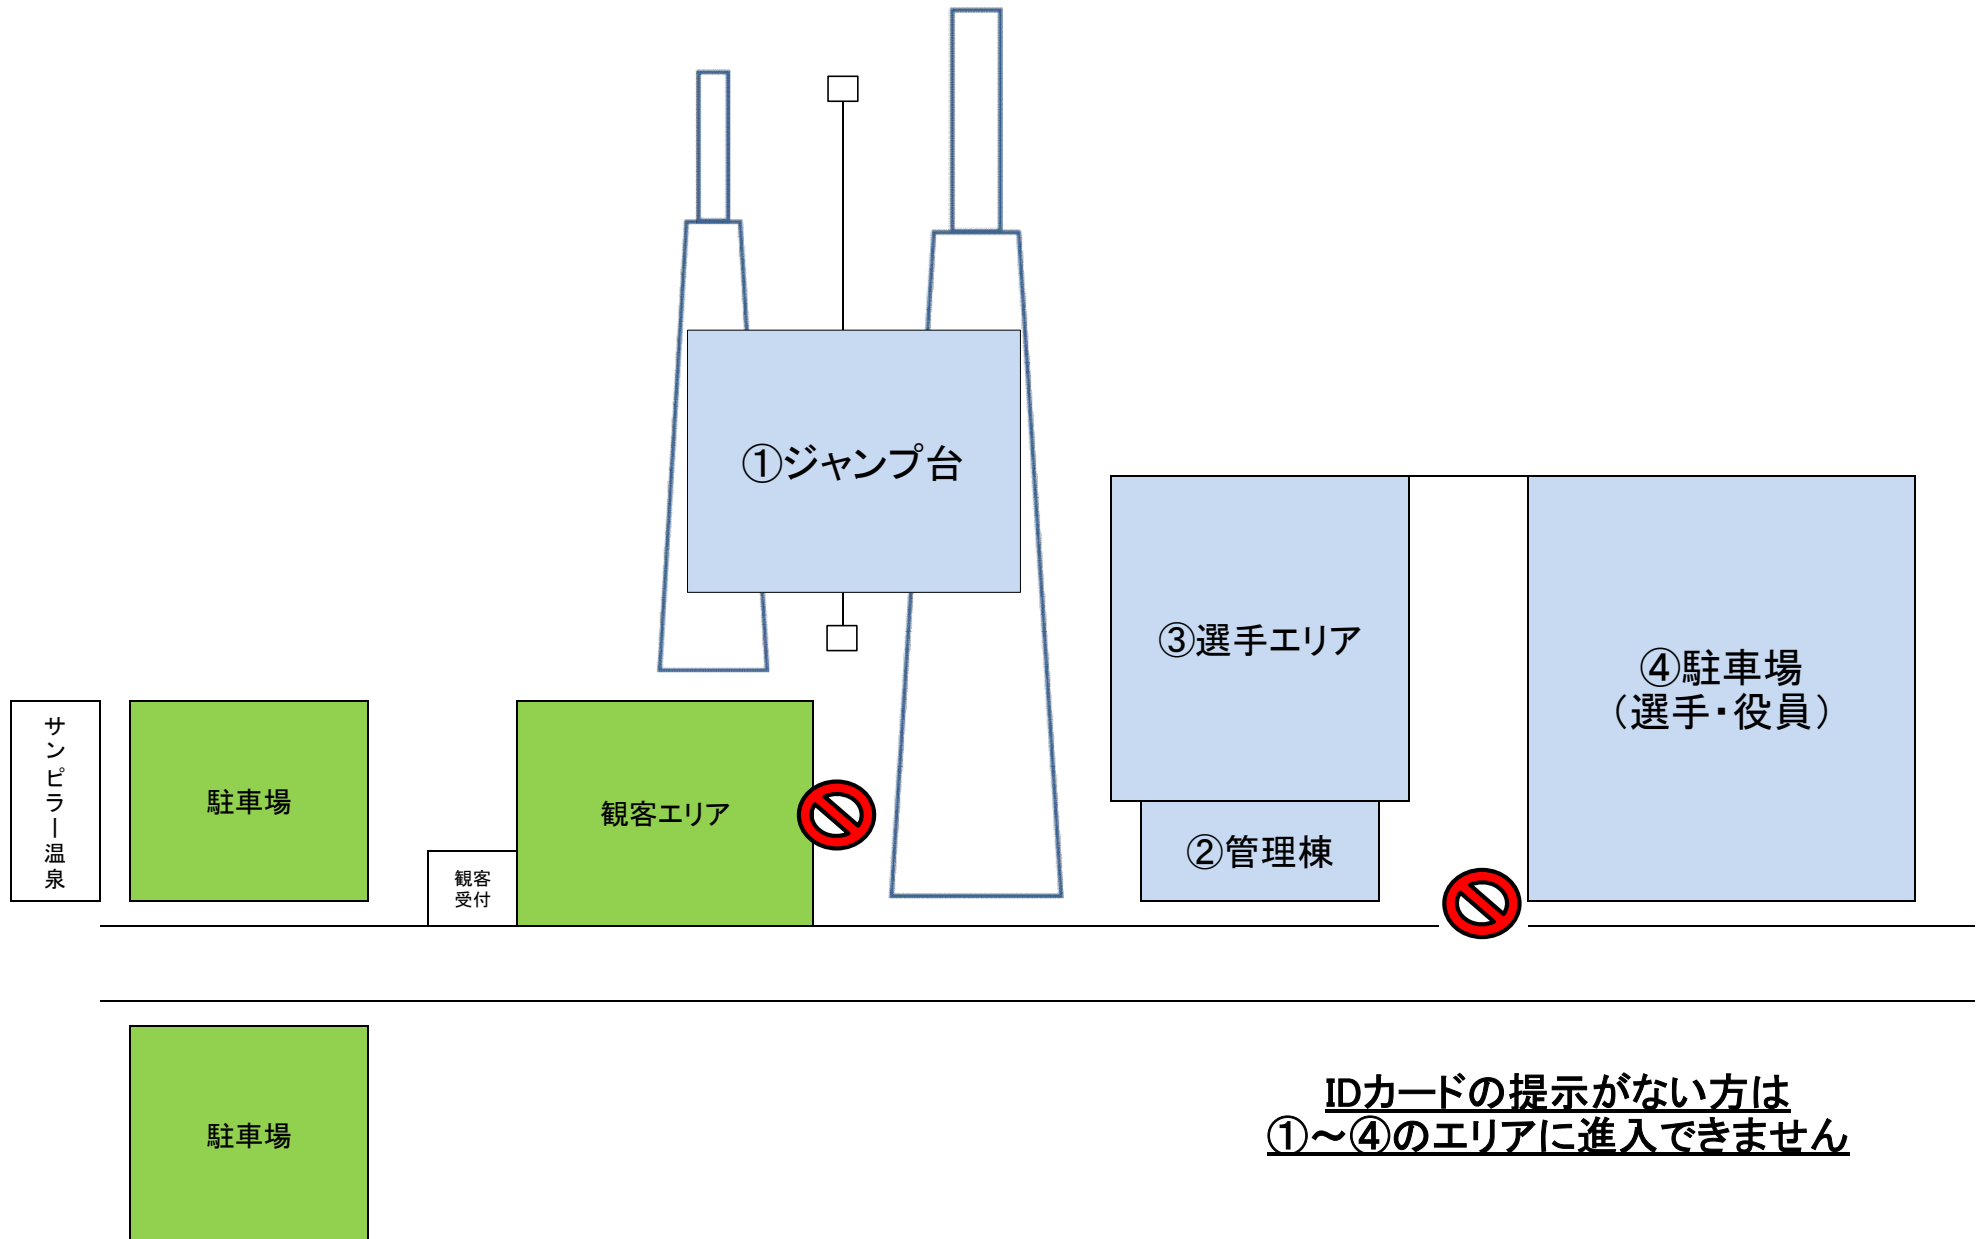 ①ジャンプ台
③選手エリア
④駐車場
（選手・役員）
サンピラー温泉
駐車場
観客エリア
②管理棟
観客
受付
駐車場
IDカードの提示がない方は
①～④のエリアに進入できません